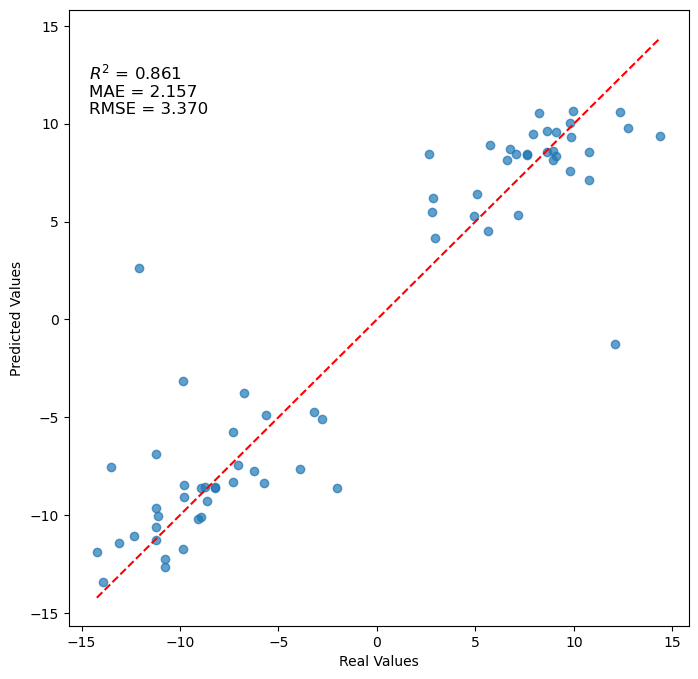 R² = 0.861
MAE = 2.157
RMSE = 3.370
15
10
5
0
−5
−10
−15
Predicted Values
−15 −10 −5 0 5 10 15
Real Values